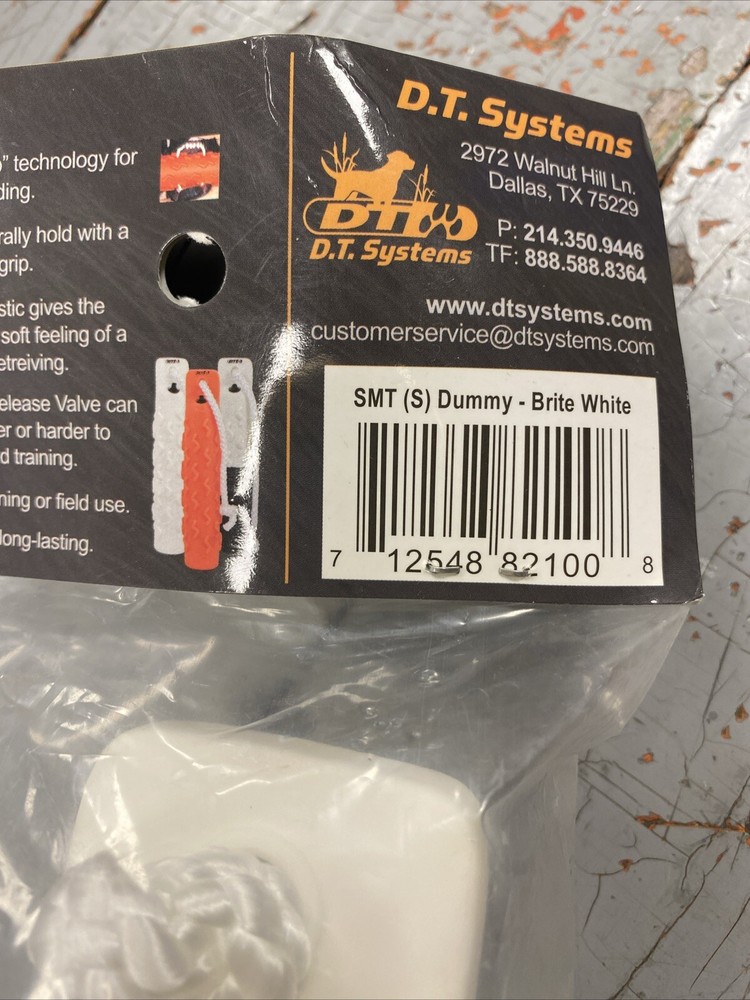 " technology for
ding.
rally hold with a
grip.
stic gives the
soft feeling of a
etreiving.
elease Valve can
er or harder to
d training.
ning or field use.
long-lasting.
D.T. Systems
2972 Walnut Hill Ln.
Dallas, TX 75229
DT
D.T. Systems
P: 214.350.9446
TF: 888.588.8364
www.dtsystems.com
customerservice@dtsystems.com
SMT (S) Dummy - Brite White
7 12548 82100 8